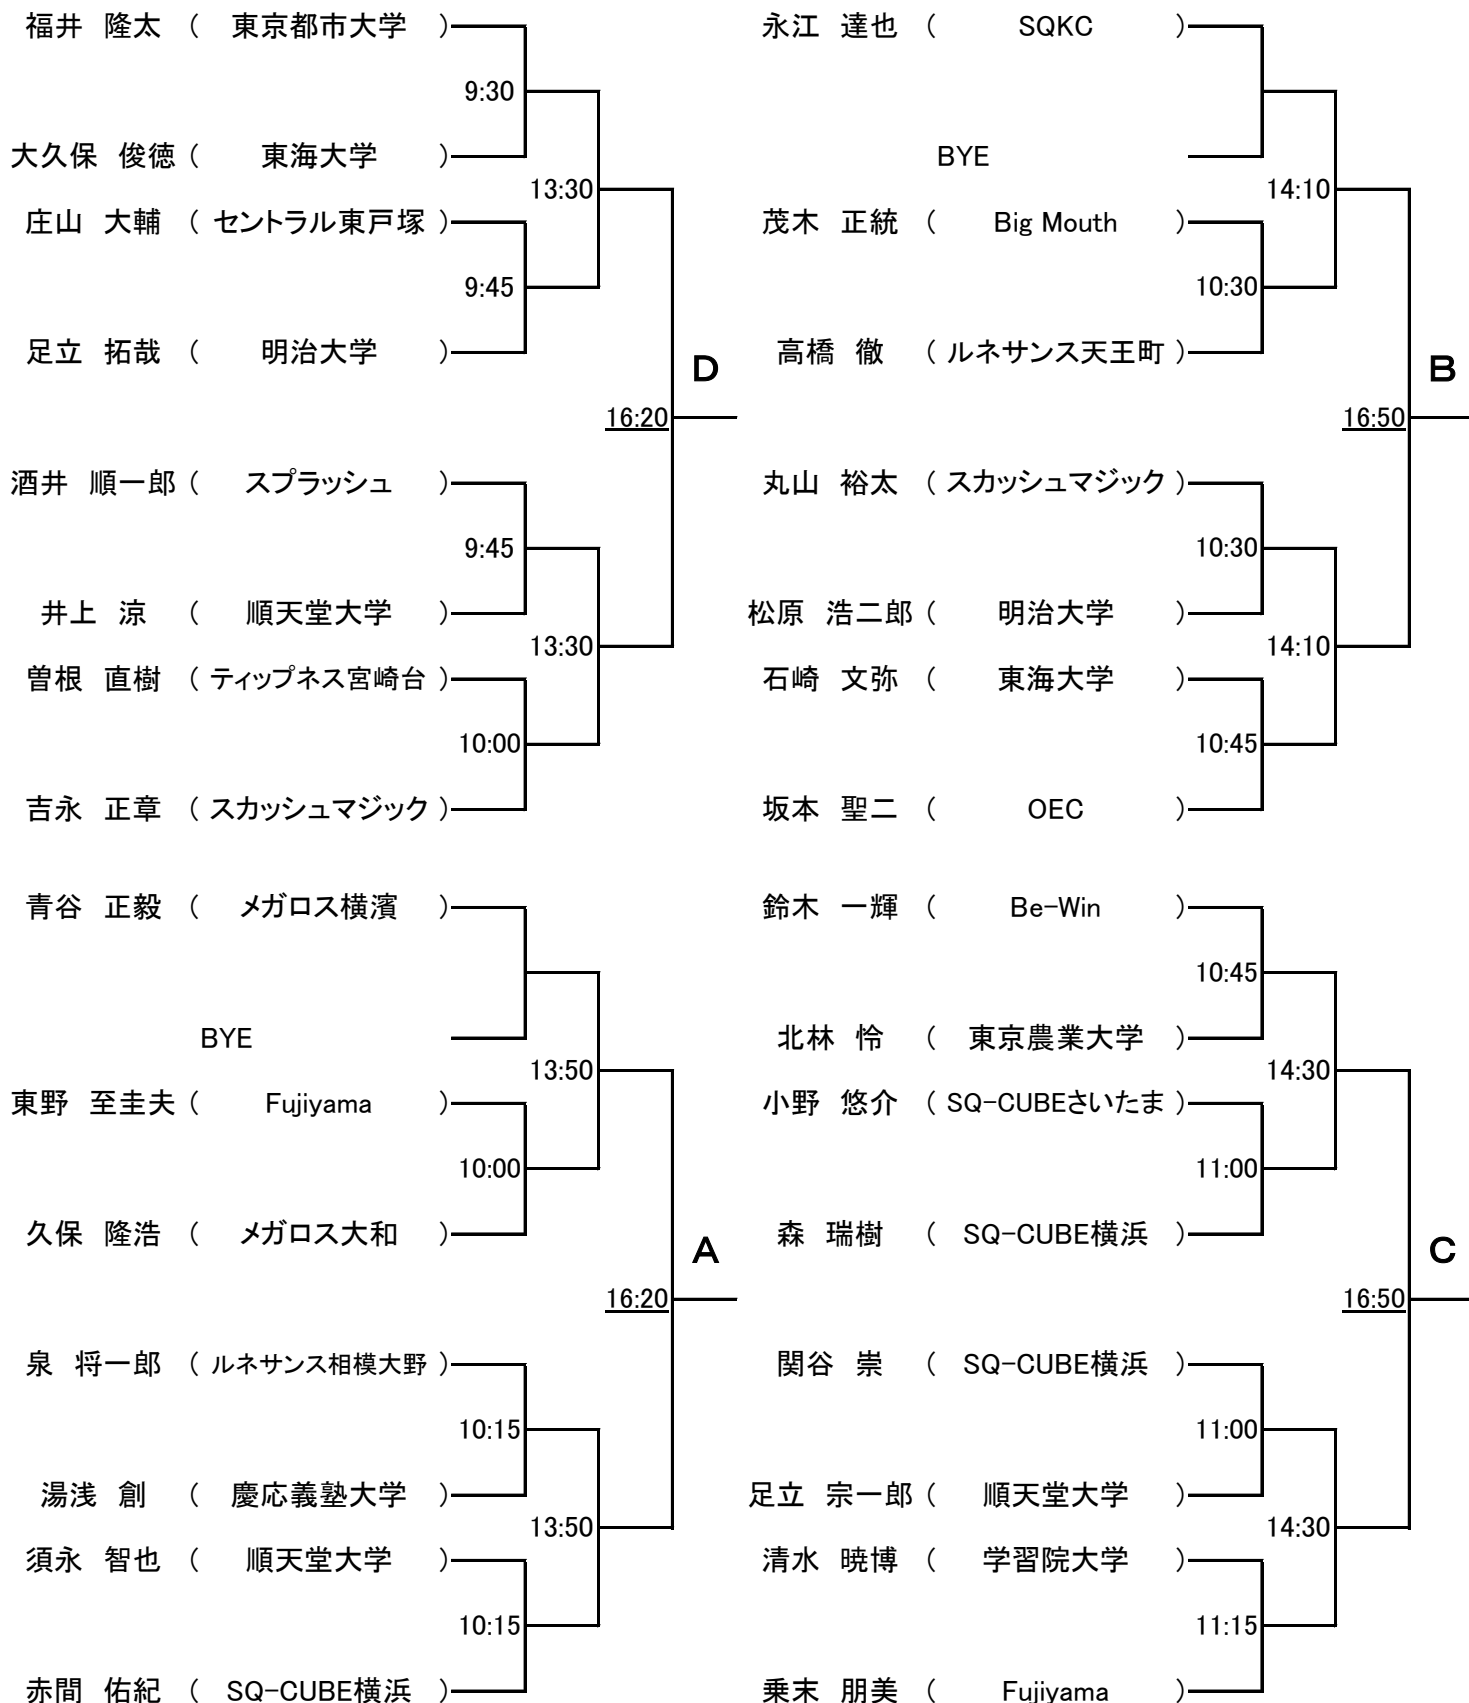 福井 隆太 ( 東京都市大学 )
9:30
大久保 俊徳 ( 東海大学 )
13:30
庄山 大輔 ( セントラル東戸塚 )
9:45
足立 拓哉 ( 明治大学 )
D
16:20
酒井 順一郎 ( スプラッシュ )
9:45
井上 涼 ( 順天堂大学 )
13:30
曽根 直樹 ( ティップネス宮崎台 )
10:00
吉永 正章 ( スカッシュマジック )
青谷 正毅 ( メガロス横濱 )
BYE
13:50
東野 至圭夫 ( Fujiyama )
10:00
久保 隆浩 ( メガロス大和 )
A
16:20
泉 将一郎 ( ルネサンス相模大野 )
10:15
湯浅 創 ( 慶応義塾大学 )
13:50
須永 智也 ( 順天堂大学 )
10:15
赤間 佑紀 ( SQ-CUBE横浜 )
永江 達也 ( SQKC )
BYE
14:10
茂木 正統 ( Big Mouth )
10:30
高橋 徹 ( ルネサンス天王町 )
B
16:50
丸山 裕太 ( スカッシュマジック )
10:30
松原 浩二郎 ( 明治大学 )
14:10
石崎 文弥 ( 東海大学 )
10:45
坂本 聖二 ( OEC )
鈴木 一輝 ( Be-Win )
10:45
北林 怜 ( 東京農業大学 )
14:30
小野 悠介 ( SQ-CUBEさいたま )
11:00
森 瑞樹 ( SQ-CUBE横浜 )
C
16:50
関谷 崇 ( SQ-CUBE横浜 )
11:00
足立 宗一郎 ( 順天堂大学 )
14:30
清水 暁博 ( 学習院大学 )
11:15
乗末 朋美 ( Fujiyama )